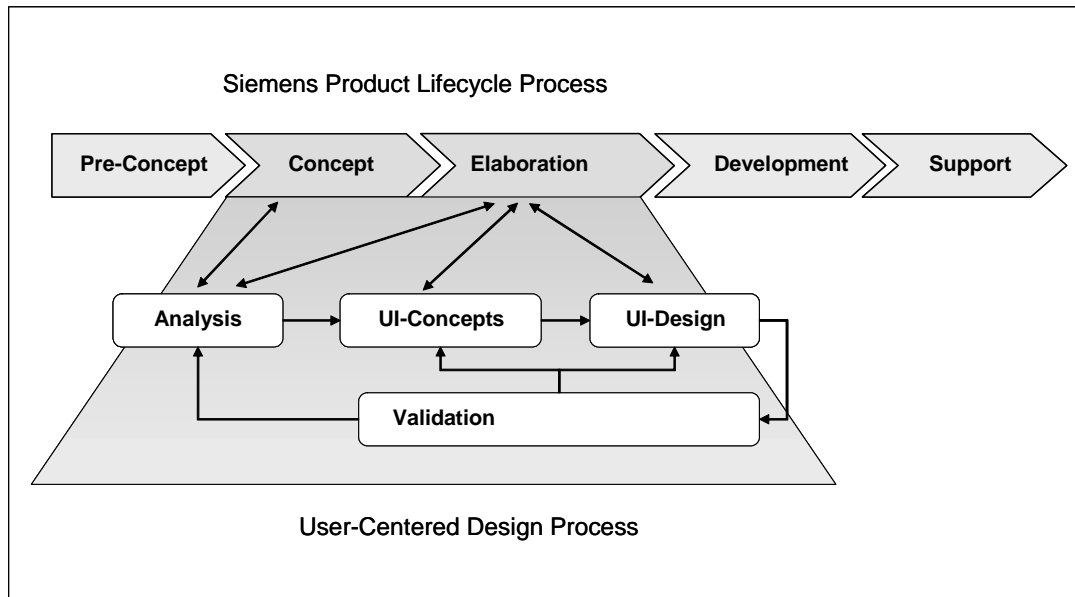 Siemens Product Lifecycle Process
Pre-Concept
Concept
Elaboration
Development
Support
Analysis
UI-Concepts
UI-Design
Validation
User-Centered Design Process